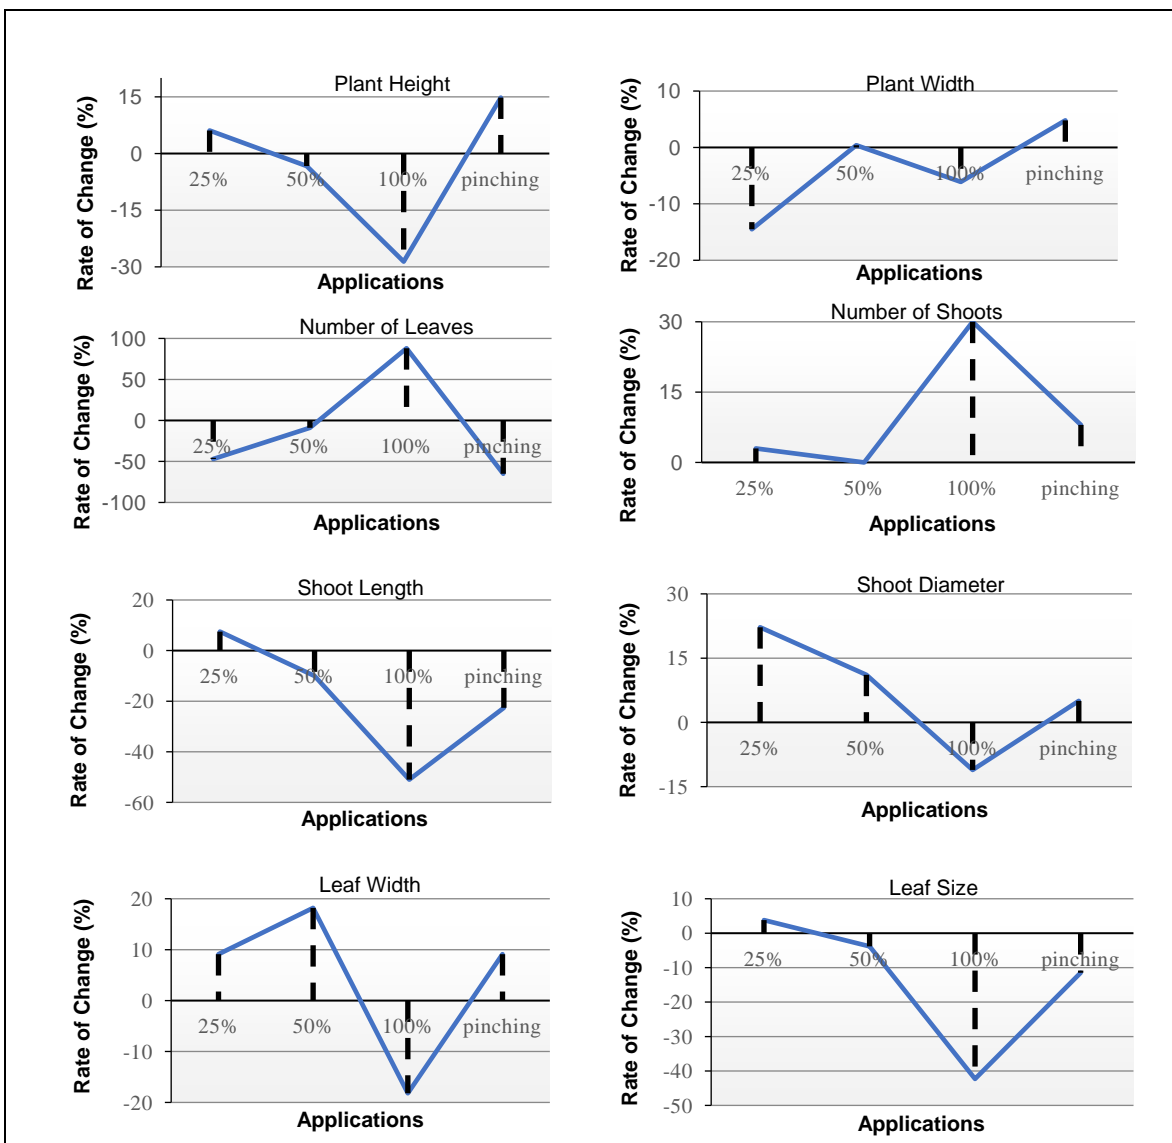 Plant Height
Rate of Change (%)
15
0
-15
-30
25%
50%
100%
pinching
Applications
Plant Width
Rate of Change (%)
10
0
-10
-20
25%
50%
100%
pinching
Applications
Number of Leaves
Rate of Change (%)
100
50
0
-50
-100
25%
50%
100%
pinching
Applications
Number of Shoots
Rate of Change (%)
30
15
0
25%
50%
100%
pinching
Applications
Shoot Length
Rate of Change (%)
20
0
-20
-40
-60
25%
50%
100%
pinching
Applications
Shoot Diameter
Rate of Change (%)
30
15
0
-15
25%
50%
100%
pinching
Applications
Leaf Width
Rate of Change (%)
20
10
0
-10
-20
25%
50%
100%
pinching
Applications
Leaf Size
Rate of Change (%)
10
0
-10
-20
-30
-40
-50
25%
50%
100%
pinching
Applications